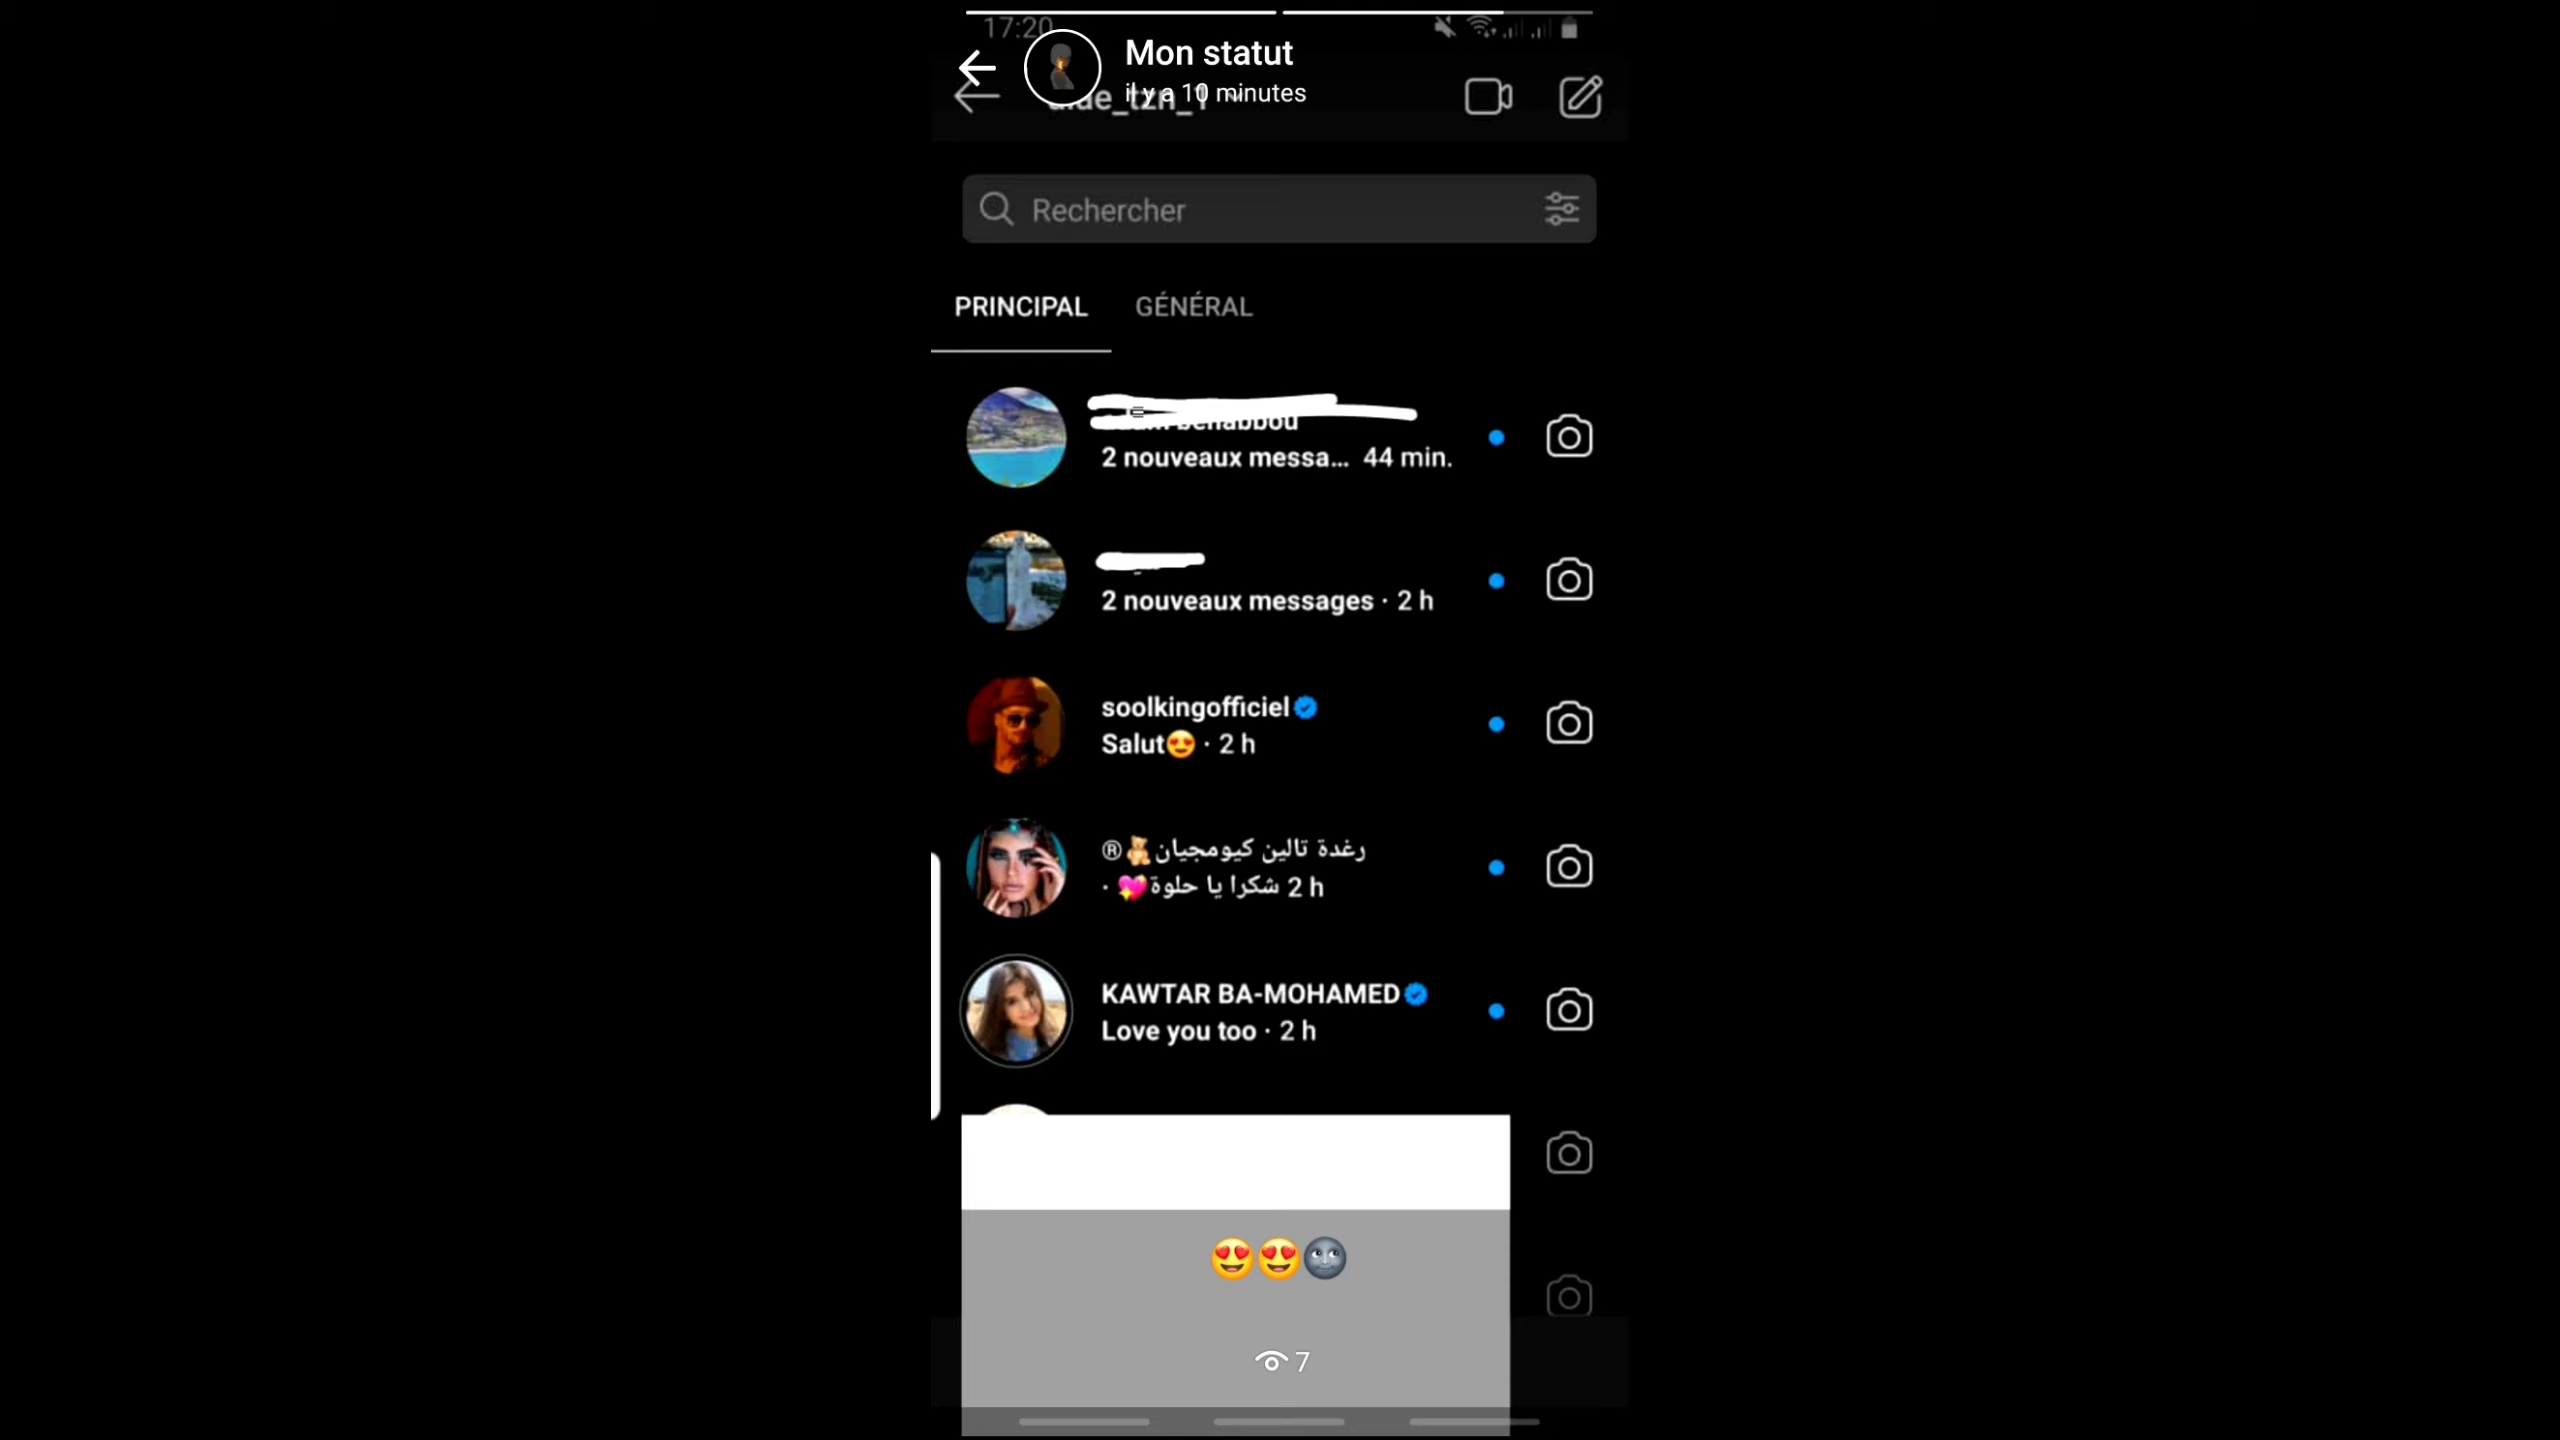 17:20
Mon statut
il y a 10 minutes
Rechercher
PRINCIPAL GÉNÉRAL
benabbou
2 nouveaux messa... 44 min.
2 nouveaux messages · 2 h
soolkingofficiel
Salut😍 · 2 h
رغدة تالين كيومجيان🧸®
شكرا يا حلوة💖 · 2 h
KAWTAR BA-MOHAMED
Love you too · 2 h
😍😍🌚
7